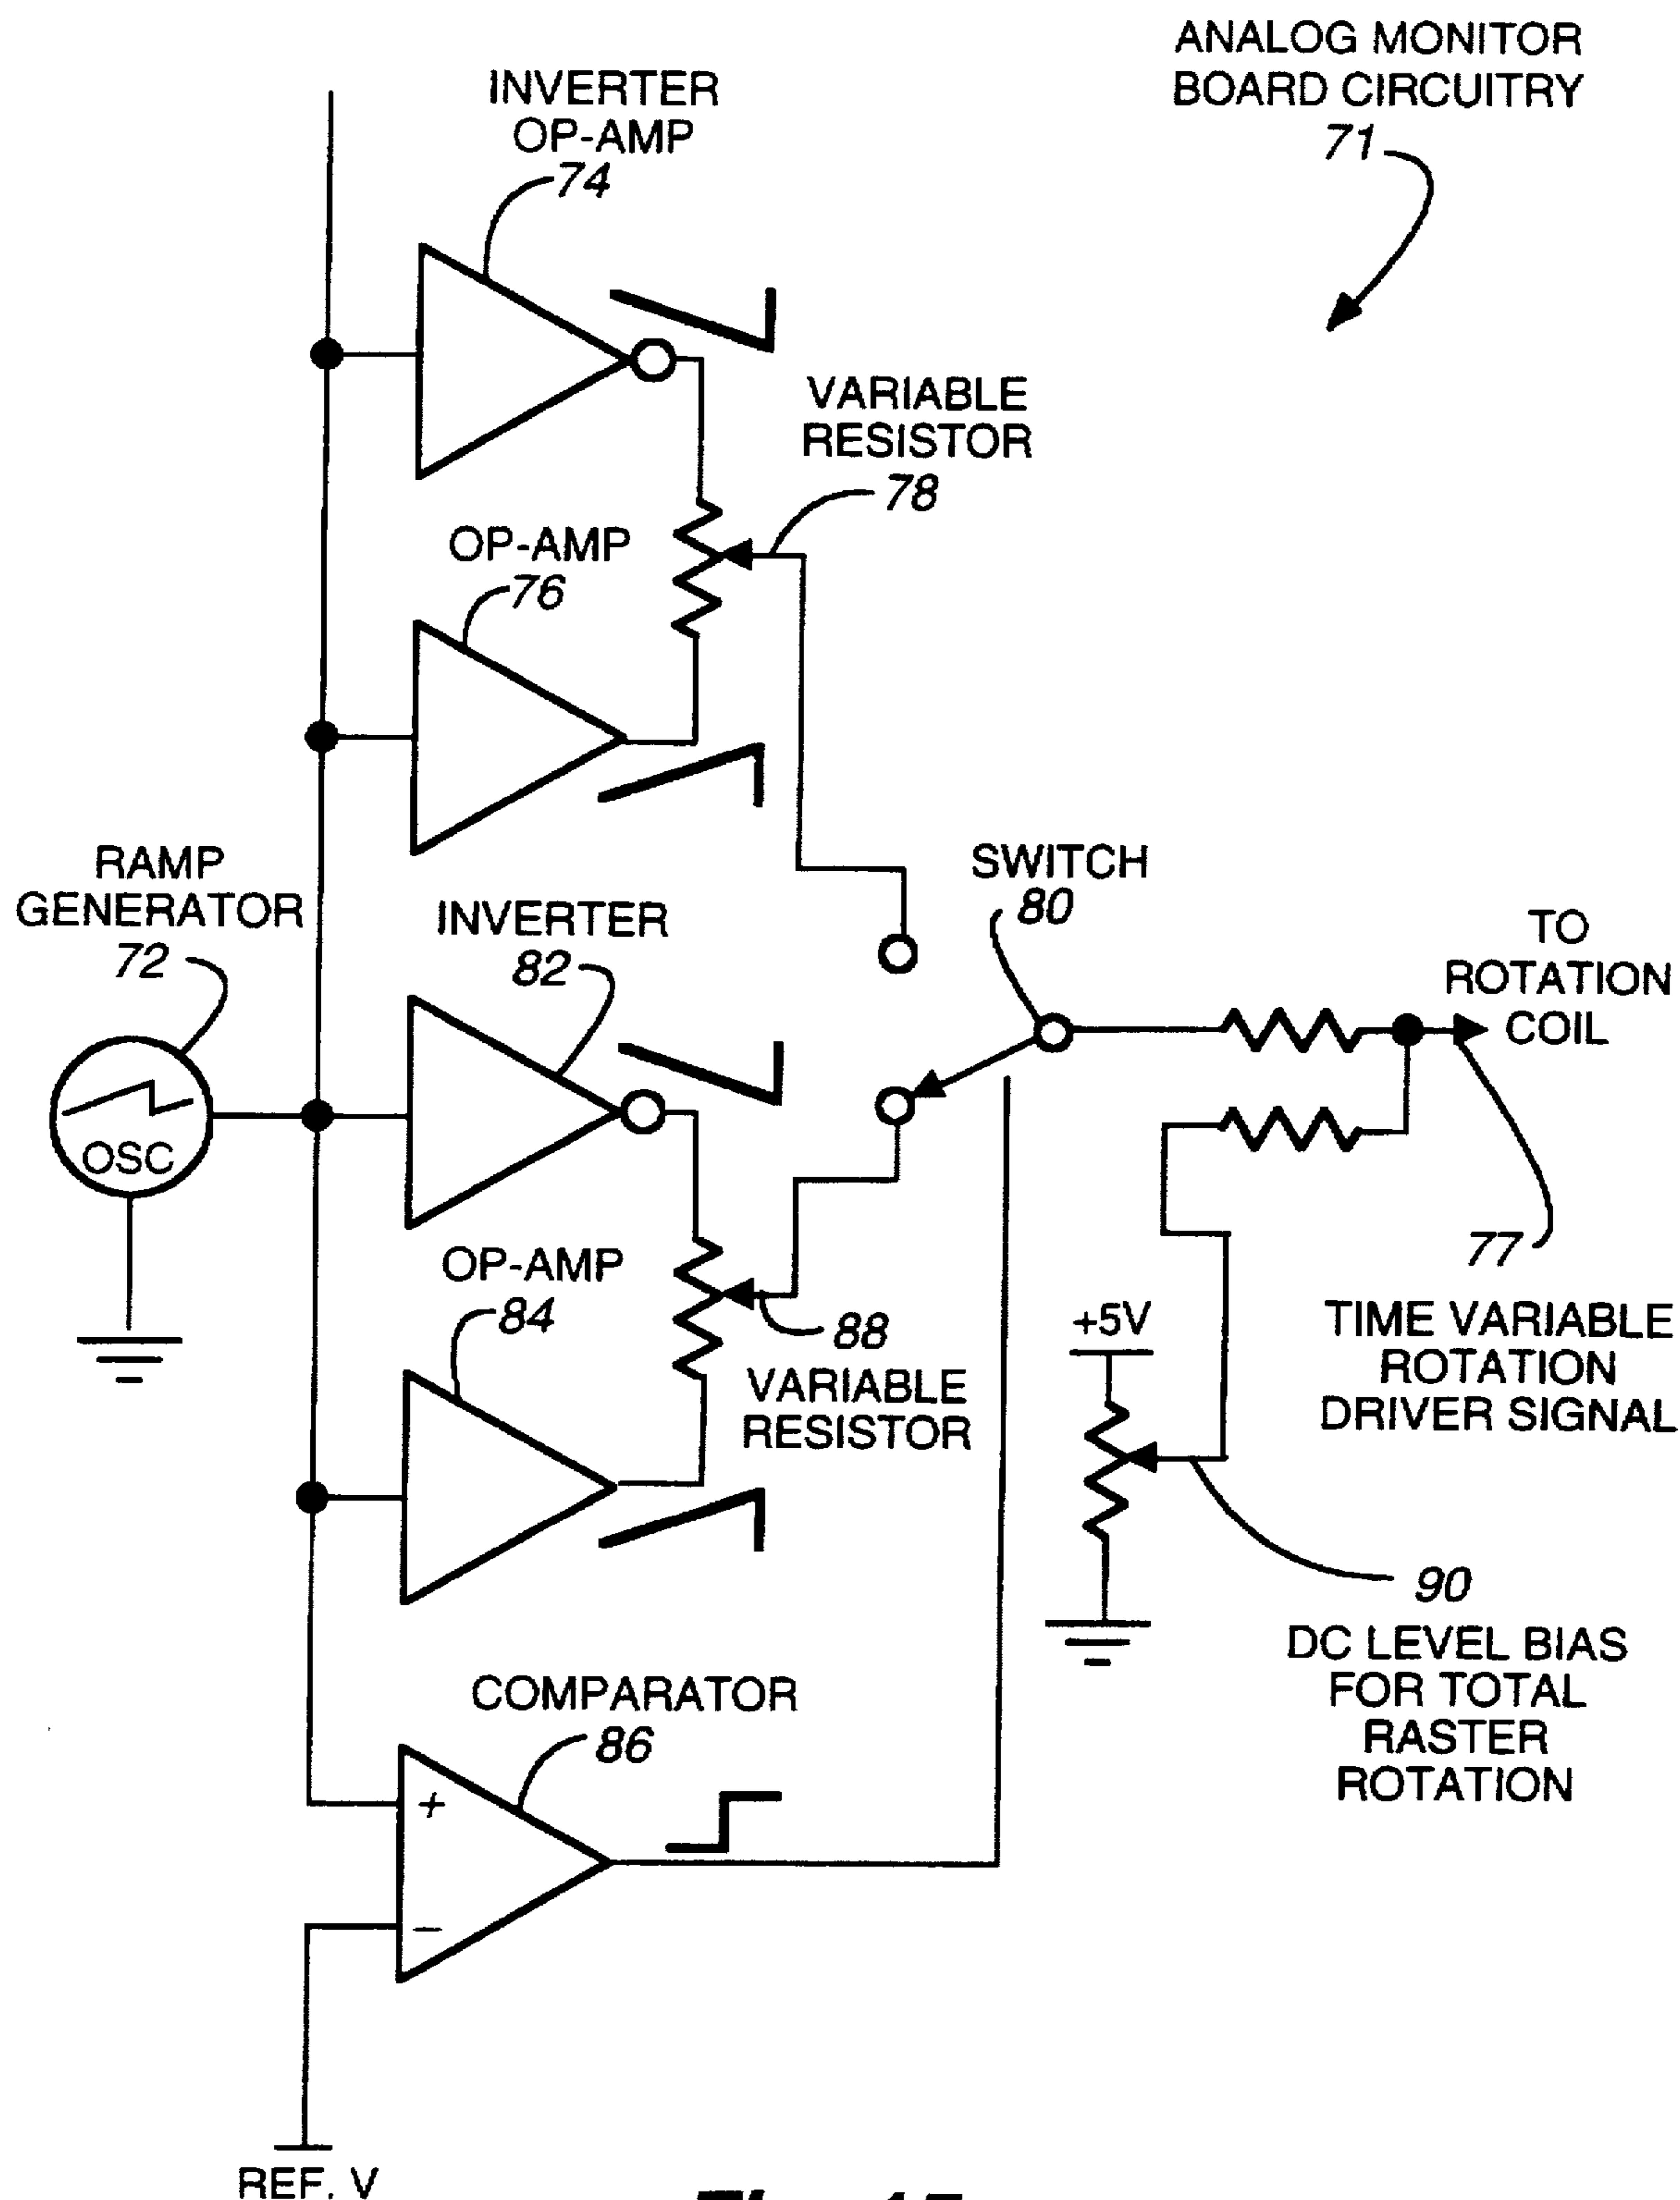 ANALOG MONITOR
BOARD CIRCUITRY
71
INVERTER
OP-AMP
74
VARIABLE
RESISTOR
78
OP-AMP
76
RAMP
GENERATOR
72
OSC
INVERTER
82
SWITCH
80
TO
ROTATION
COIL
77
TIME VARIABLE
ROTATION
DRIVER SIGNAL
OP-AMP
84
88
VARIABLE
RESISTOR
+5V
90
DC LEVEL BIAS
FOR TOTAL
RASTER
ROTATION
COMPARATOR
86
+
−
REF. V